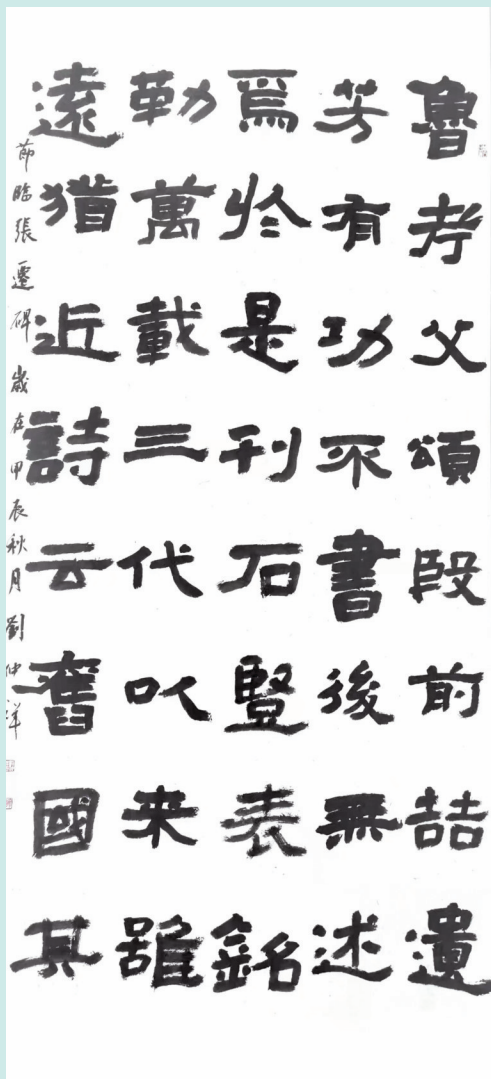 魯考父頌殷前喆遺
芳有功不書後無述
焉於是刊石豎表銘
勒萬載三代以来雖
遠猶近詩云舊國其
節臨張遷碑歲在甲辰秋月劉仲祥